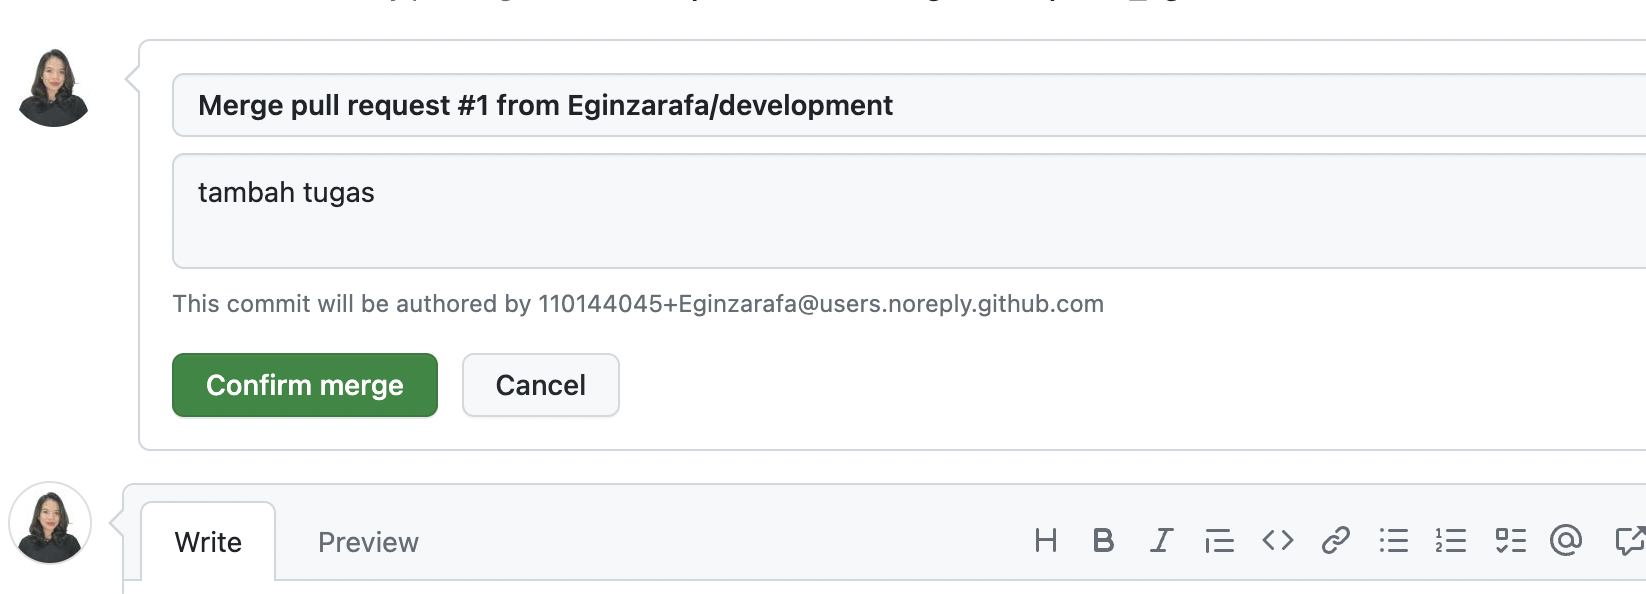 Merge pull request #1 from Eginzarafa/development
tambah tugas
This commit will be authored by 110144045+Eginzarafa@users.noreply.github.com
Confirm merge Cancel
Write Preview